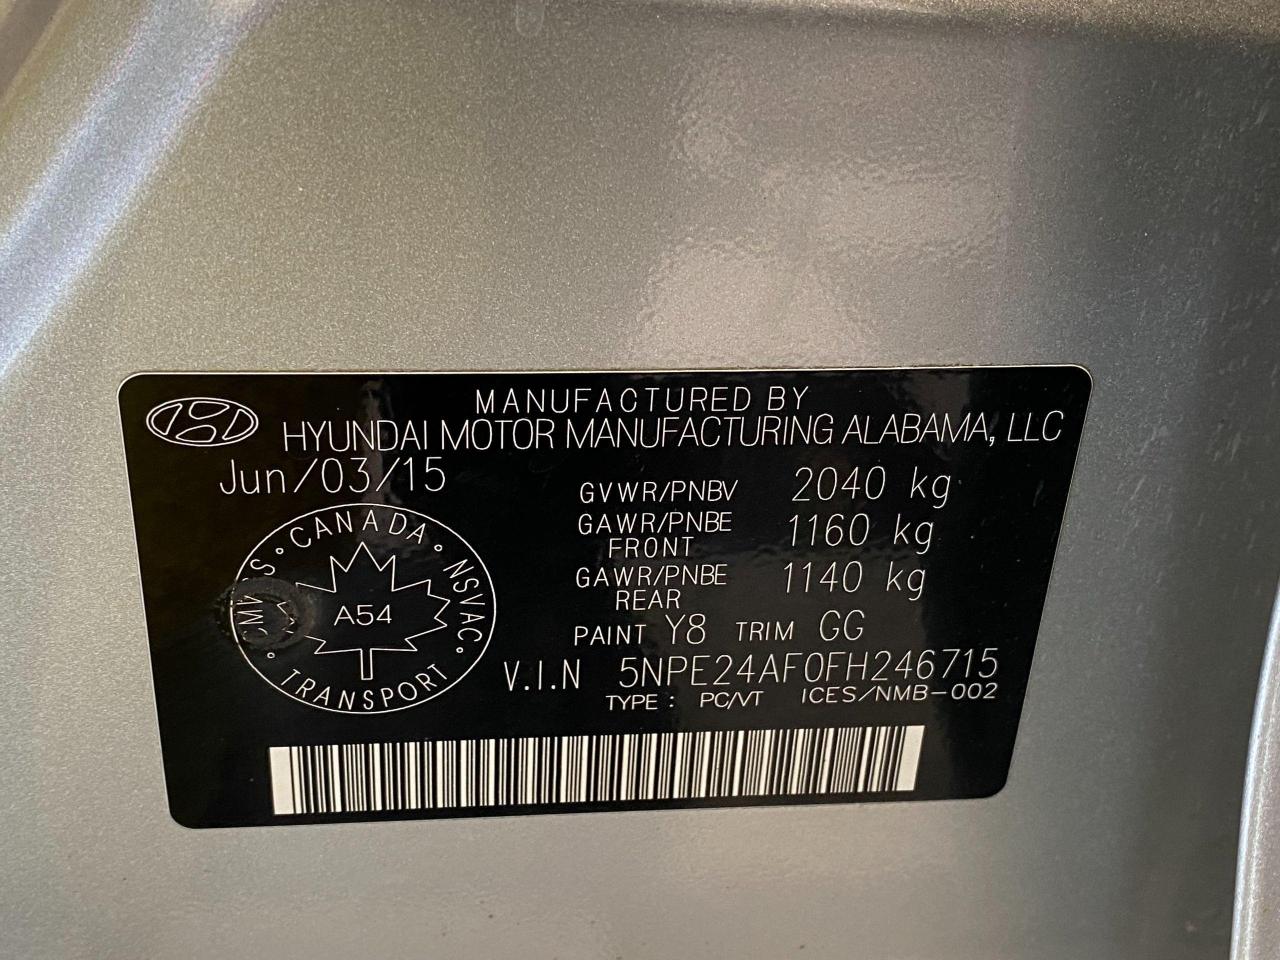 MANUFACTURED BY
HYUNDAI MOTOR MANUFACTURING ALABAMA, LLC
Jun/03/15
GVWR/PNBV 2040 kg
GAWR/PNBE FRONT 1160 kg
GAWR/PNBE REAR 1140 kg
PAINT Y8 TRIM GG
V.I.N 5NPE24AF0FH246715
TYPE : PC/VT ICES/NMB-002
CANADA • NSVAC •
TRANSPORT • CMVSS •
A54